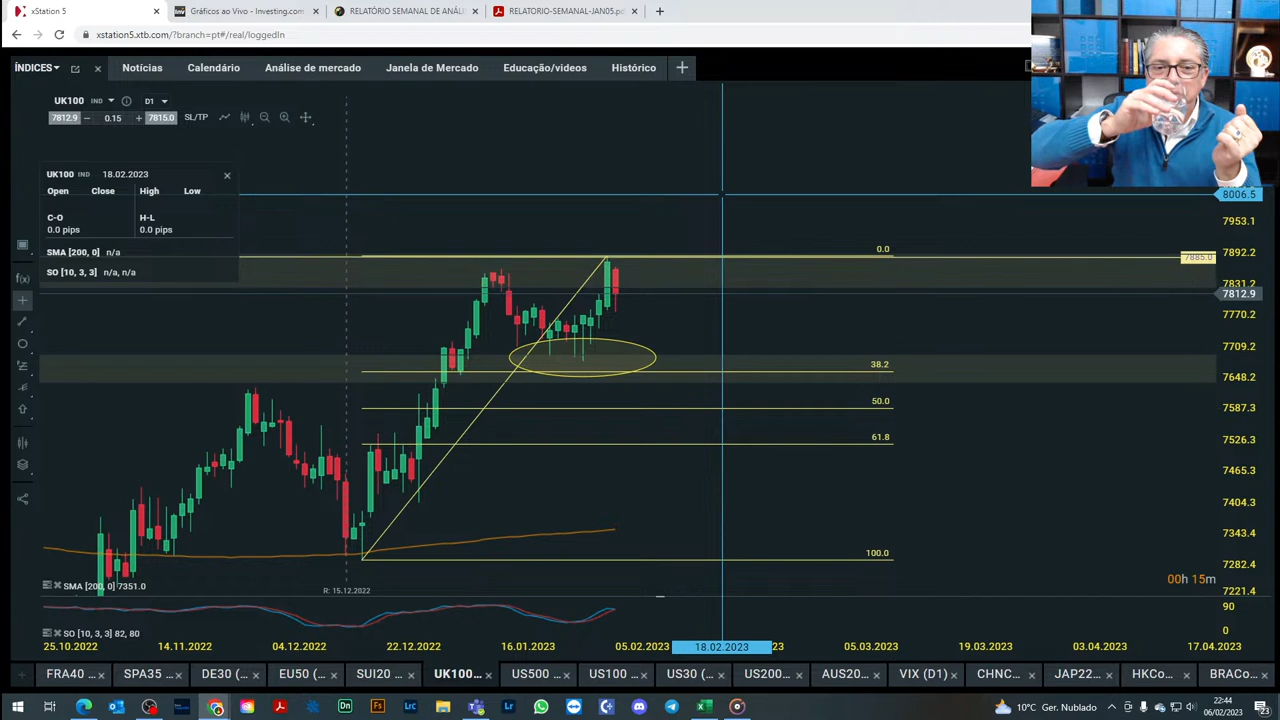 xStation 5
Gráficos ao Vivo - Investing.com
RELATÓRIO SEMANAL DE ANÁL
RELATORIO-SEMANAL-JAN05.pd
xstation5.xtb.com/?branch=pt#/real/loggedIn
ÍNDICES
Notícias
Calendário
Análise de mercado
Janela de Mercado
Educação/vídeos
Histórico
UK100 IND D1
7812.9 0.15 7815.0 SL/TP
UK100 IND 18.02.2023
Open Close High Low
C-O H-L
0.0 pips 0.0 pips
SMA [200, 0] n/a
SO [10, 3, 3] n/a, n/a
8006.5
7953.1
7892.2
7885.0
7831.2
7812.9
7770.2
7709.2
7648.2
7587.3
7526.3
7465.3
7404.3
7343.4
7282.4
7221.4
0.0
38.2
50.0
61.8
100.0
00h 15m
SMA [200, 0] 7351.0
R: 15.12.2022
90
0
SO [10, 3, 3] 82, 80
25.10.2022 14.11.2022 04.12.2022 22.12.2022 16.01.2023 05.02.2023 18.02.2023 23 05.03.2023 19.03.2023 03.04.2023 17.04.2023
FRA40 ... SPA35 ... DE30 (... EU50 (... SUI20 ... UK100... US500 ... US100 ... US30 (... US200... AUS20... VIX (D1) CHNC... JAP22... HKCo... BRACo...
10°C Ger. Nublado
22:44
06/02/2023
23